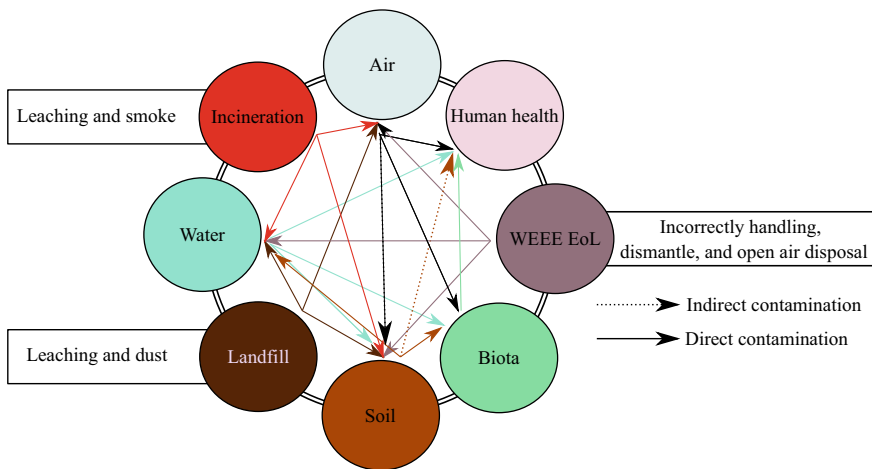 Air
Leaching and smoke
Incineration
Human health
Water
WEEE EoL
Incorrectly handling,
dismantle, and open air disposal
Indirect contamination
Direct contamination
Leaching and dust
Landfill
Biota
Soil